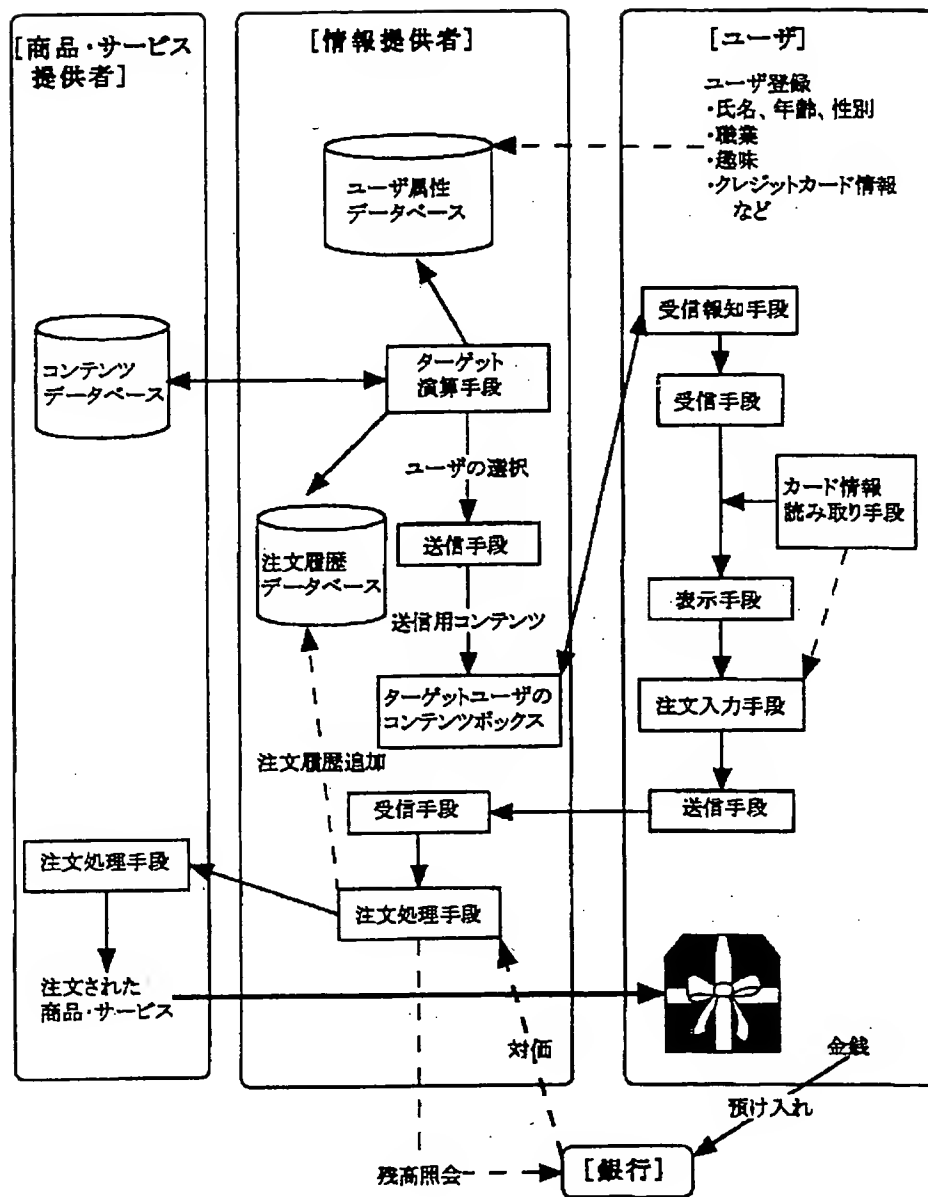 [商品・サービス
提供者]
コンテンツ
データベース
注文処理手段
注文された
商品・サービス
[情報提供者]
ユーザ属性
データベース
ターゲット
演算手段
ユーザの選択
注文履歴
データベース
送信手段
送信用コンテンツ
ターゲットユーザの
コンテンツボックス
注文履歴追加
受信手段
注文処理手段
対価
残高照会
[ユーザ]
ユーザ登録
・氏名、年齢、性別
・職業
・趣味
・クレジットカード情報
など
受信報知手段
受信手段
カード情報
読み取り手段
表示手段
注文入力手段
送信手段
金銭
預け入れ
[銀行]